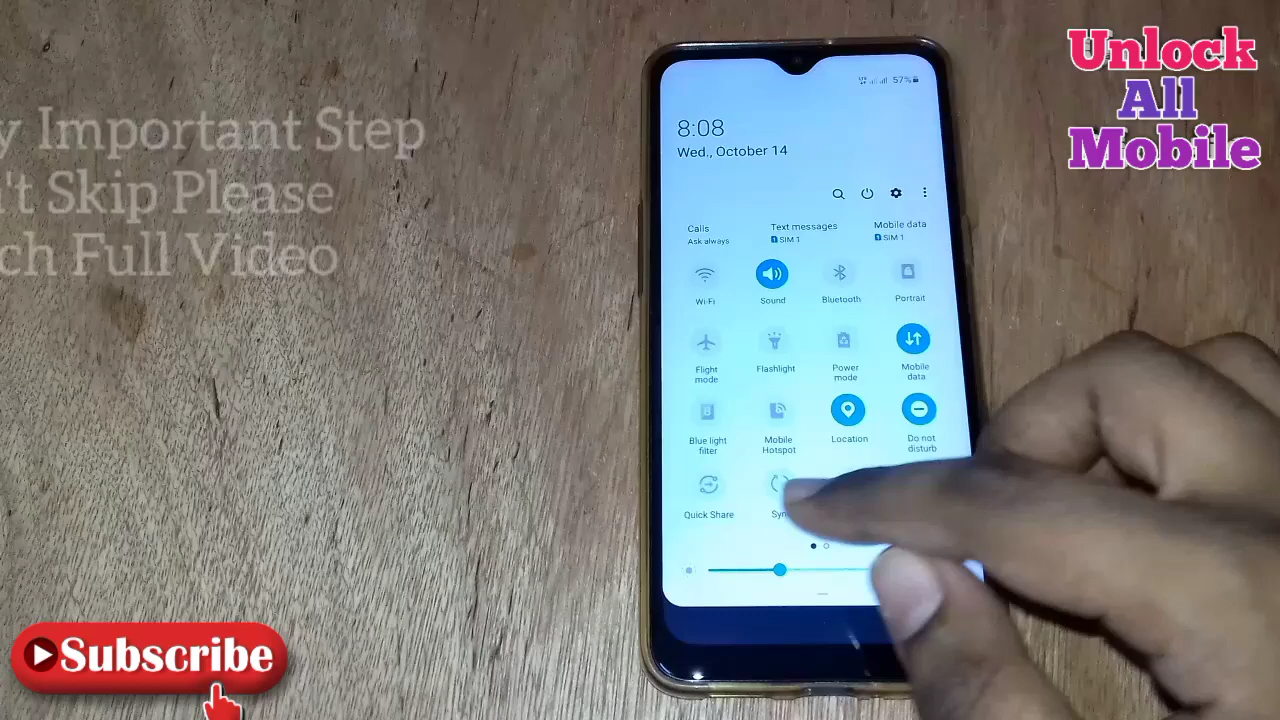 Unlock
All
Mobile
y Important Step
't Skip Please
ch Full Video
57%
8:08
Wed., October 14
Calls
Ask always
Text messages
1 SIM 1
Mobile data
1 SIM 1
Wi-Fi
Sound
Bluetooth
Portrait
Flight
mode
Flashlight
Power
mode
Mobile
data
Blue light
filter
Mobile
Hotspot
Location
Do not
disturb
Quick Share
Subscribe